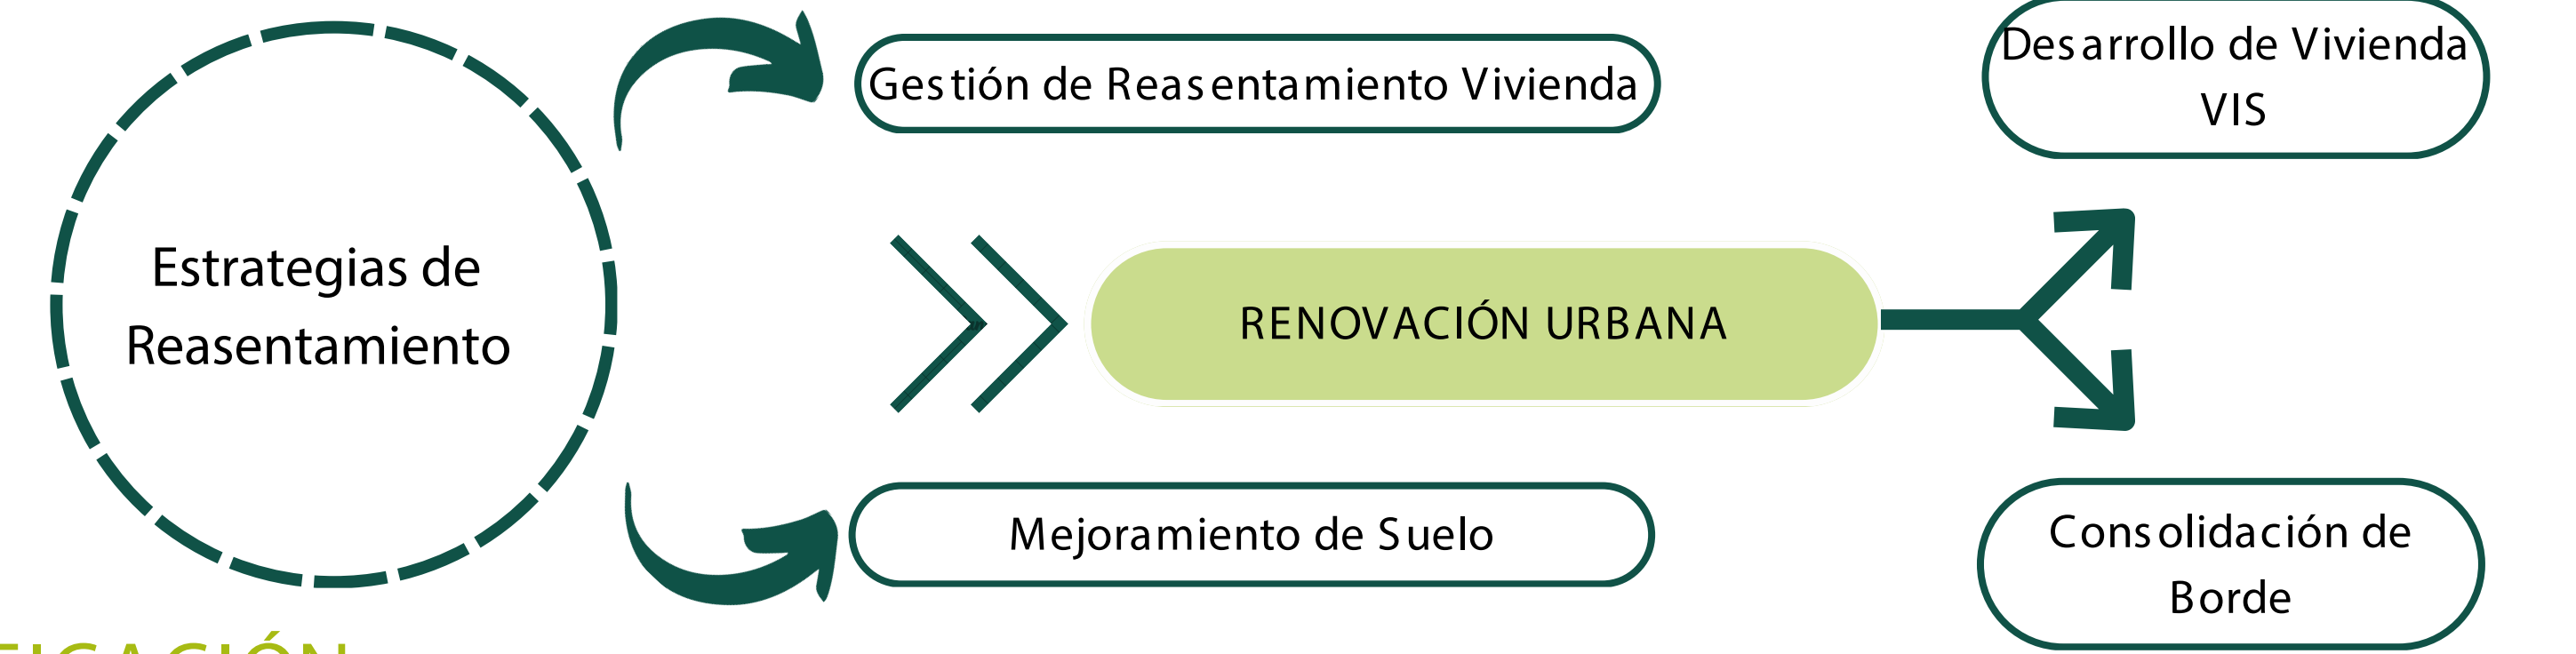 Estrategias de
Reasentamiento
Gestión de Reasentamiento Vivienda
RENOVACIÓN URBANA
Mejoramiento de Suelo
Desarrollo de Vivienda
VIS
Consolidación de
Borde